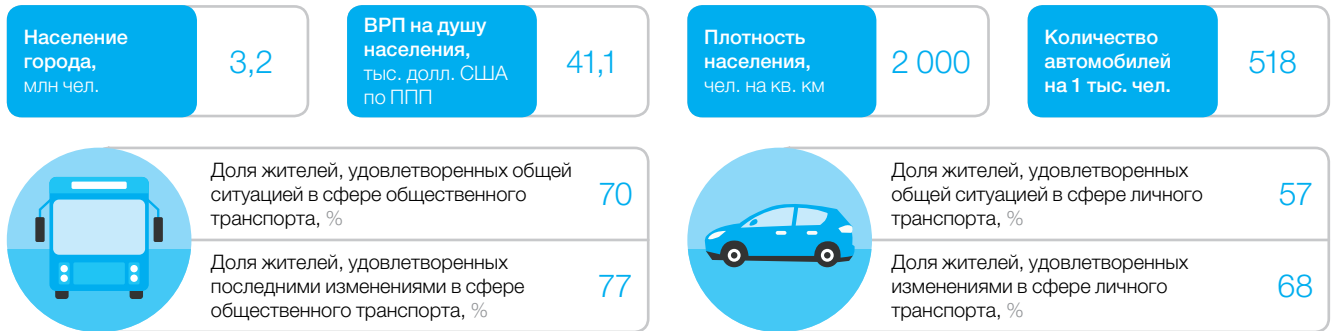 Население
города,
млн чел.
3,2
ВРП на душу
населения,
тыс. долл. США
по ППП
41,1
Плотность
населения,
чел. на кв. км
2 000
Количество
автомобилей
на 1 тыс. чел.
518
Доля жителей, удовлетворенных общей
ситуацией в сфере общественного
транспорта, %
70
Доля жителей, удовлетворенных
последними изменениями в сфере
общественного транспорта, %
77
Доля жителей, удовлетворенных
общей ситуацией в сфере личного
транспорта, %
57
Доля жителей, удовлетворенных
изменениями в сфере личного
транспорта, %
68